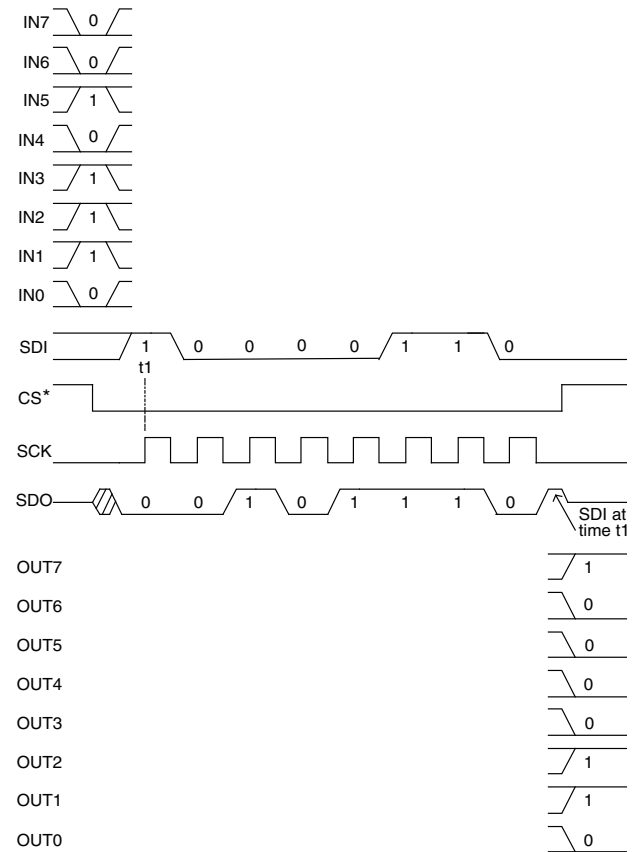 IN7 0
IN6 0
IN5 1
IN4 0
IN3 1
IN2 1
IN1 1
IN0 0
SDI 1 0 0 0 0 1 1 0
t1
CS*
SCK
SDO 0 0 1 0 1 1 1 0
SDI at
time t1
OUT7 1
OUT6 0
OUT5 0
OUT4 0
OUT3 0
OUT2 1
OUT1 1
OUT0 0